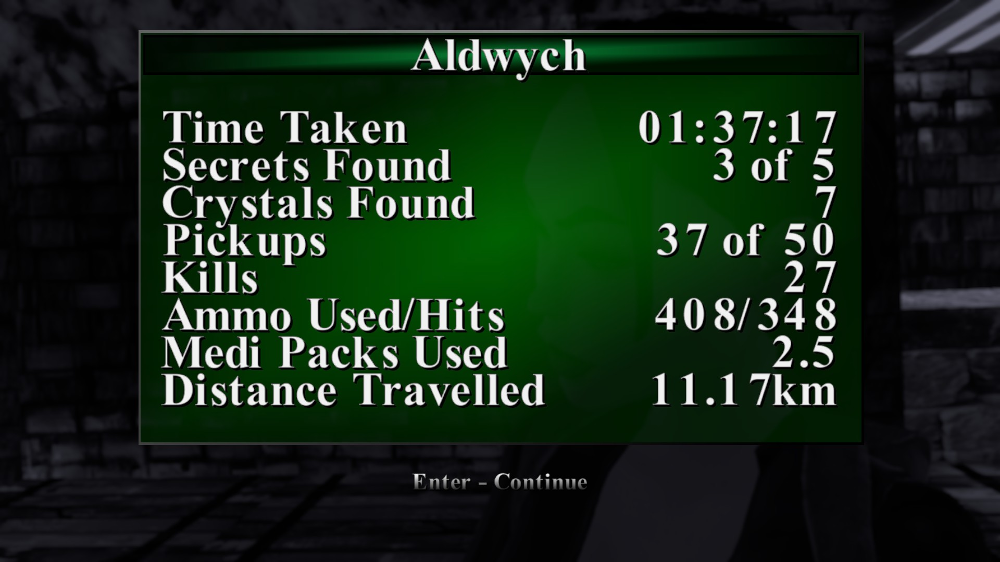 Aldwych
Time Taken 01:37:17
Secrets Found 3 of 5
Crystals Found 7
Pickups 37 of 50
Kills 27
Ammo Used/Hits 408/348
Medi Packs Used 2.5
Distance Travelled 11.17km
Enter - Continue